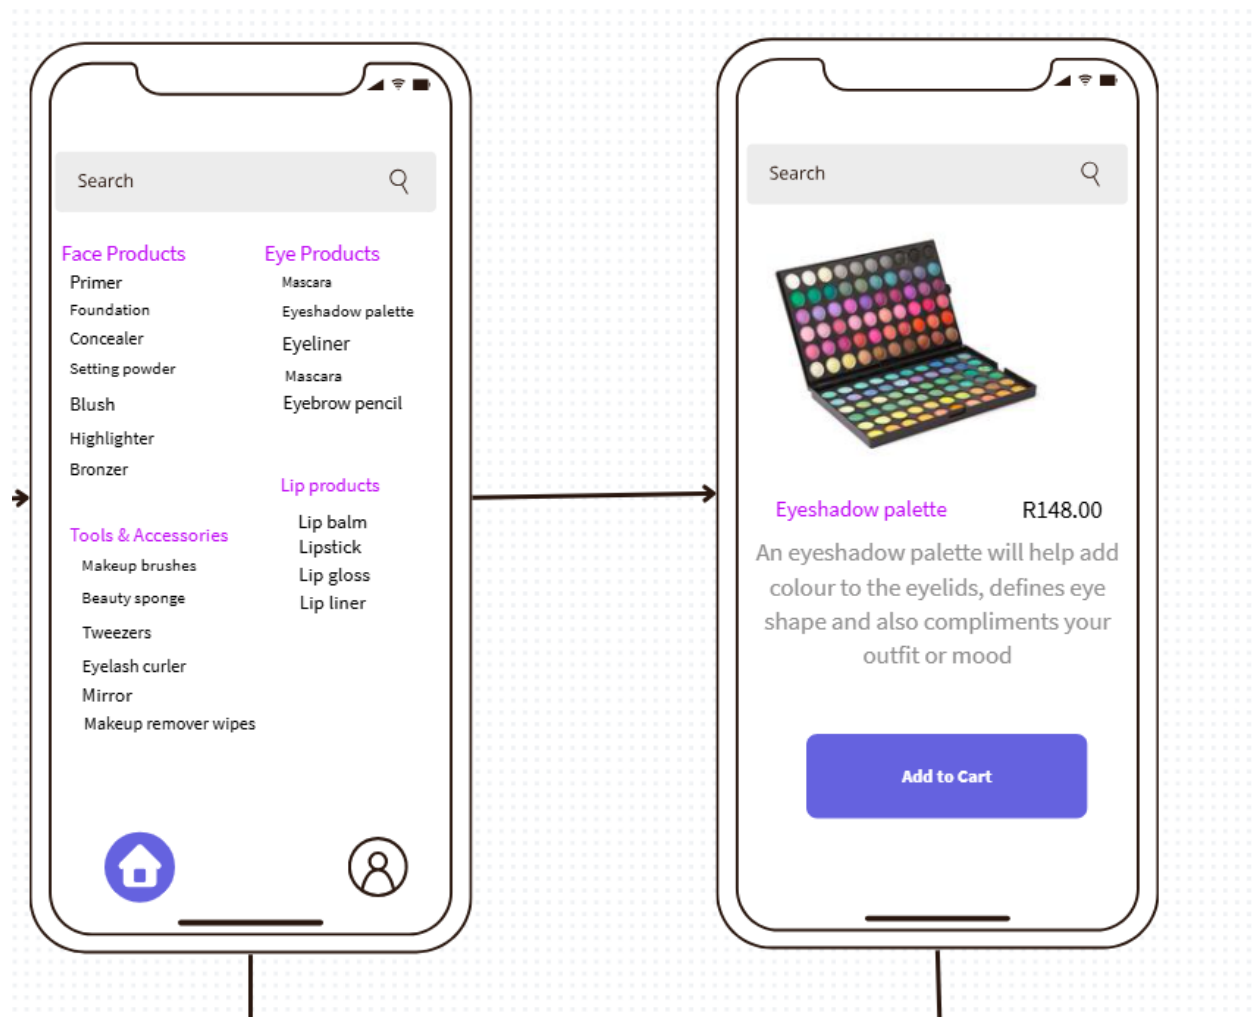 Search
Face Products
Primer
Foundation
Concealer
Setting powder
Blush
Highlighter
Bronzer
Tools & Accessories
Makeup brushes
Beauty sponge
Tweezers
Eyelash curler
Mirror
Makeup remover wipes
Eye Products
Mascara
Eyeshadow palette
Eyeliner
Mascara
Eyebrow pencil
Lip products
Lip balm
Lipstick
Lip gloss
Lip liner
Search
Eyeshadow palette R148.00
An eyeshadow palette will help add
colour to the eyelids, defines eye
shape and also compliments your
outfit or mood
Add to Cart